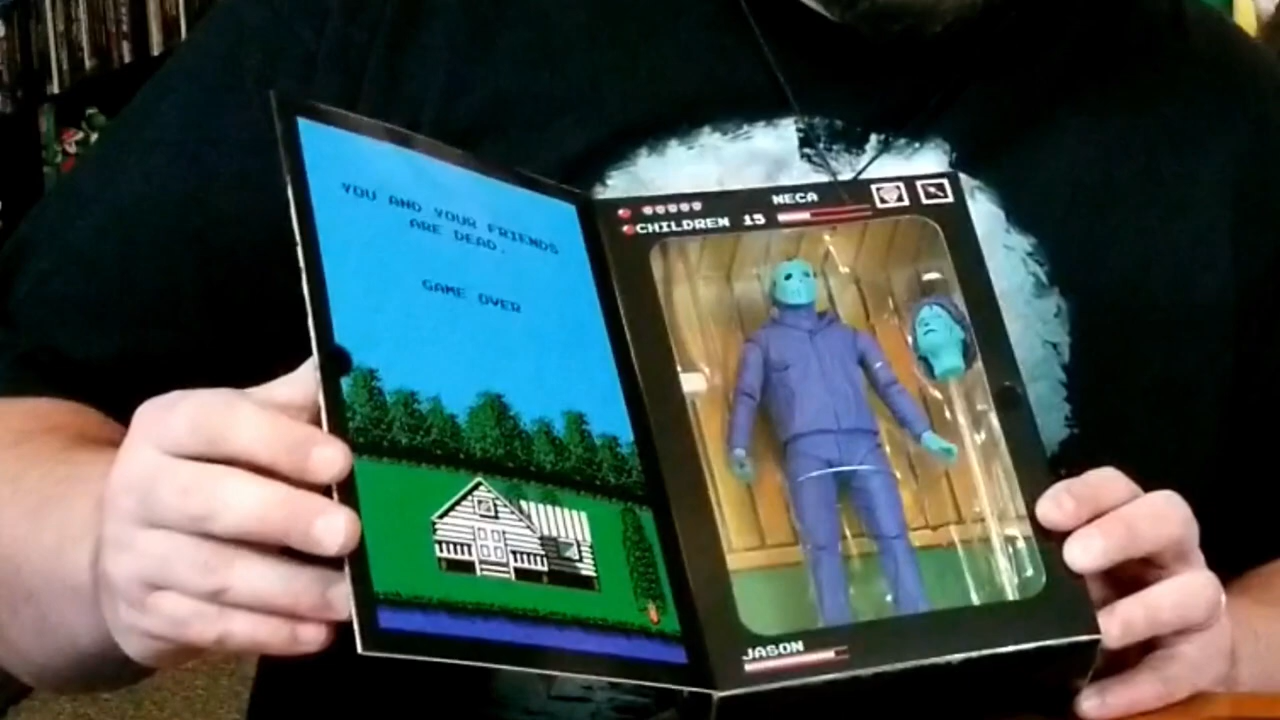 YOU AND YOUR FRIENDS
ARE DEAD.
GAME OVER
NECA
CHILDREN 15
JASON